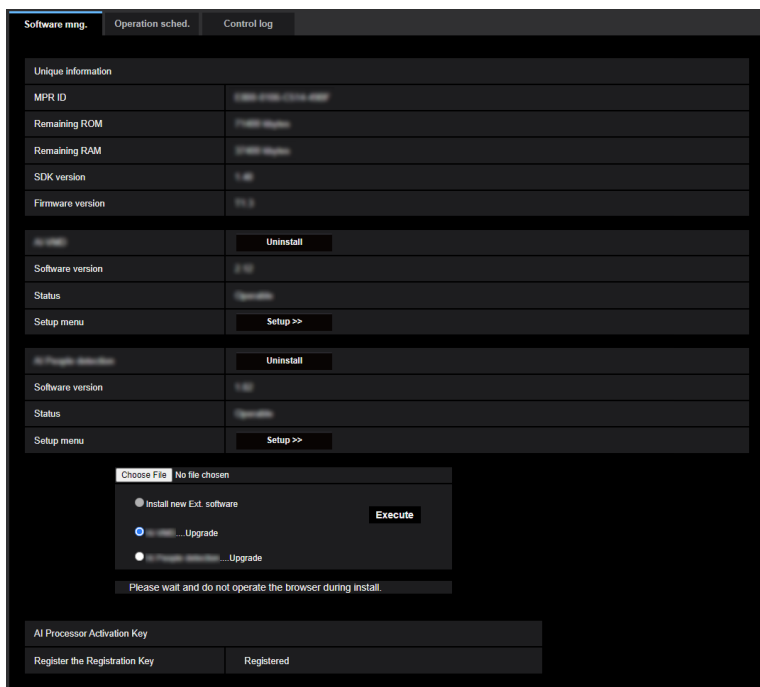 Software mng. Operation sched. Control log
Unique information
MPR ID
Remaining ROM
Remaining RAM
SDK version
Firmware version
Uninstall
Software version
Status
Setup menu Setup >>
Uninstall
Software version
Status
Setup menu Setup >>
Choose File No file chosen
Install new Ext. software
Execute
....Upgrade
....Upgrade
Please wait and do not operate the browser during install.
AI Processor Activation Key
Register the Registration Key Registered